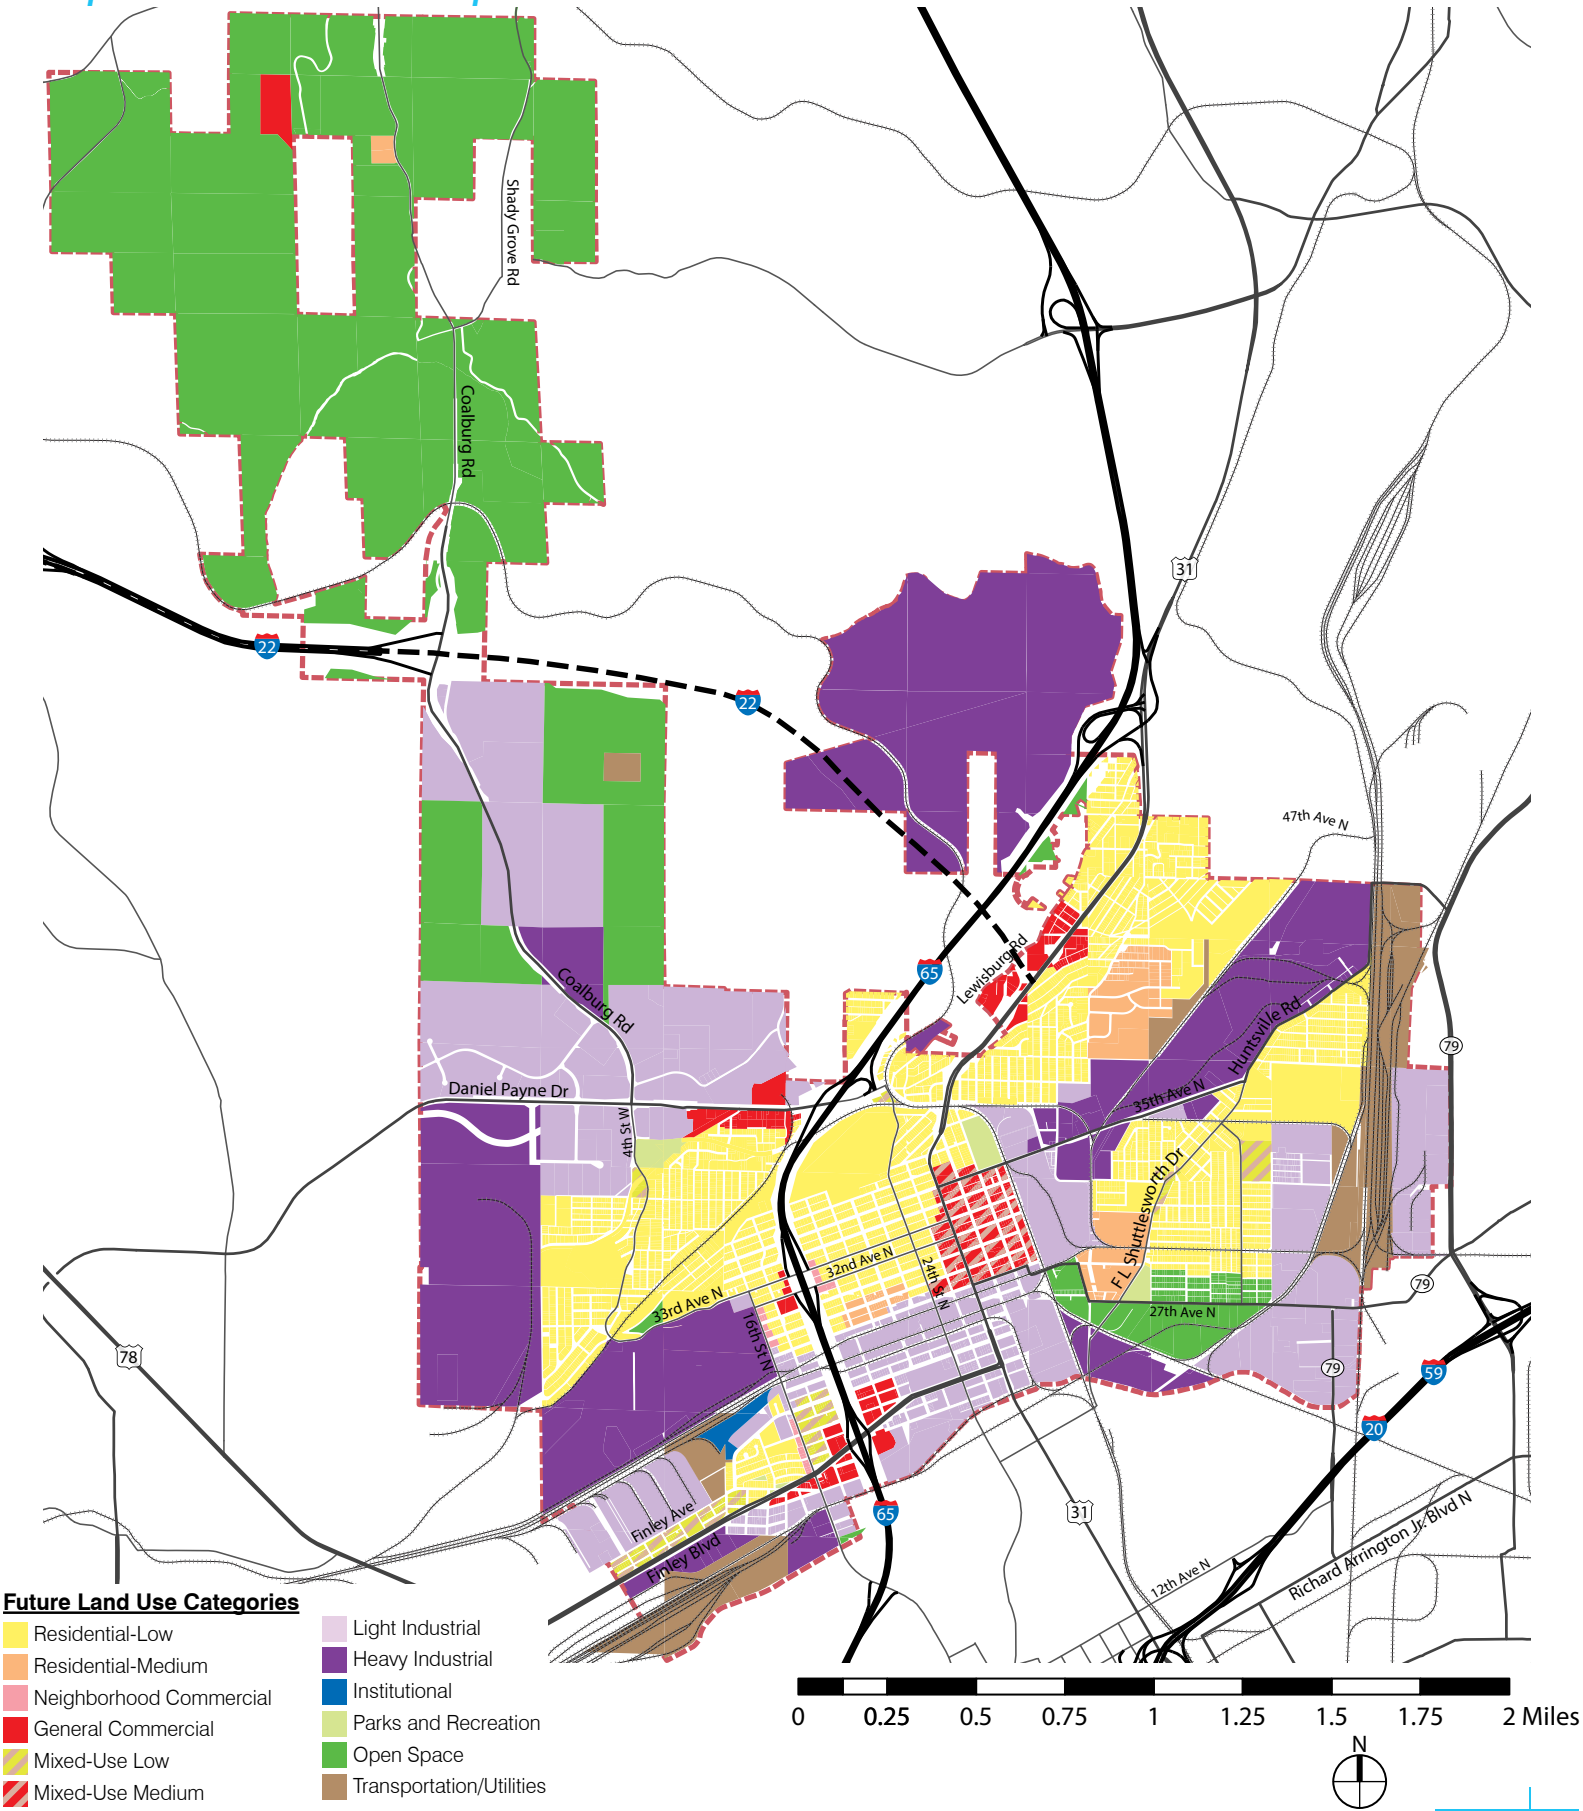 Shady Grove Rd
Coalburg Rd
31
22
22
47th Ave N
Lewisburg Rd
65
Coalburg Rd
Huntsville Rd
79
Daniel Payne Dr
35th Ave N
4th St W
F L Shuttlesworth Dr
32nd Ave N
24th St N
79
33rd Ave N
27th Ave N
16th St N
78
79
59
20
Finley Ave
65
31
Richard Arrington Jr. Blvd N
Finley Blvd
12th Ave N
Future Land Use Categories
Residential-Low
Residential-Medium
Neighborhood Commercial
General Commercial
Mixed-Use Low
Mixed-Use Medium
Light Industrial
Heavy Industrial
Institutional
Parks and Recreation
Open Space
Transportation/Utilities
0 0.25 0.5 0.75 1 1.25 1.5 1.75 2 Miles
N